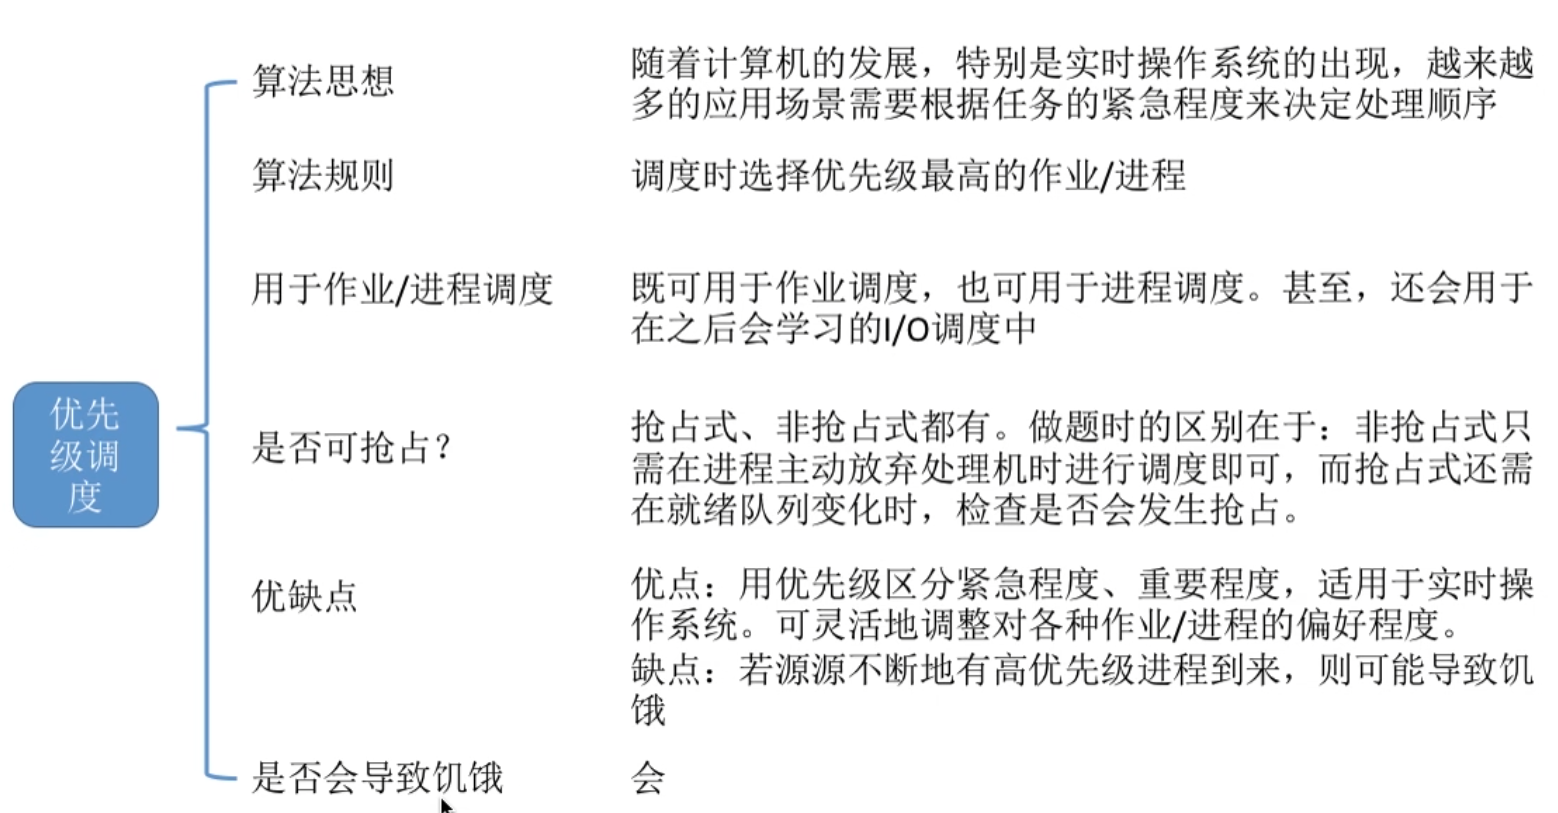 算法思想
随着计算机的发展，特别是实时操作系统的出现，越来越
多的应用场景需要根据任务的紧急程度来决定处理顺序
算法规则
调度时选择优先级最高的作业/进程
用于作业/进程调度
既可用于作业调度，也可用于进程调度。甚至，还会用于
在之后会学习的I/O调度中
优先
级调
度
是否可抢占？
抢占式、非抢占式都有。做题时的区别在于：非抢占式只
需在进程主动放弃处理机时进行调度即可，而抢占式还需
在就绪队列变化时，检查是否会发生抢占。
优缺点
优点：用优先级区分紧急程度、重要程度，适用于实时操
作系统。可灵活地调整对各种作业/进程的偏好程度。
缺点：若源源不断地有高优先级进程到来，则可能导致饥
饿
是否会导致饥饿
会